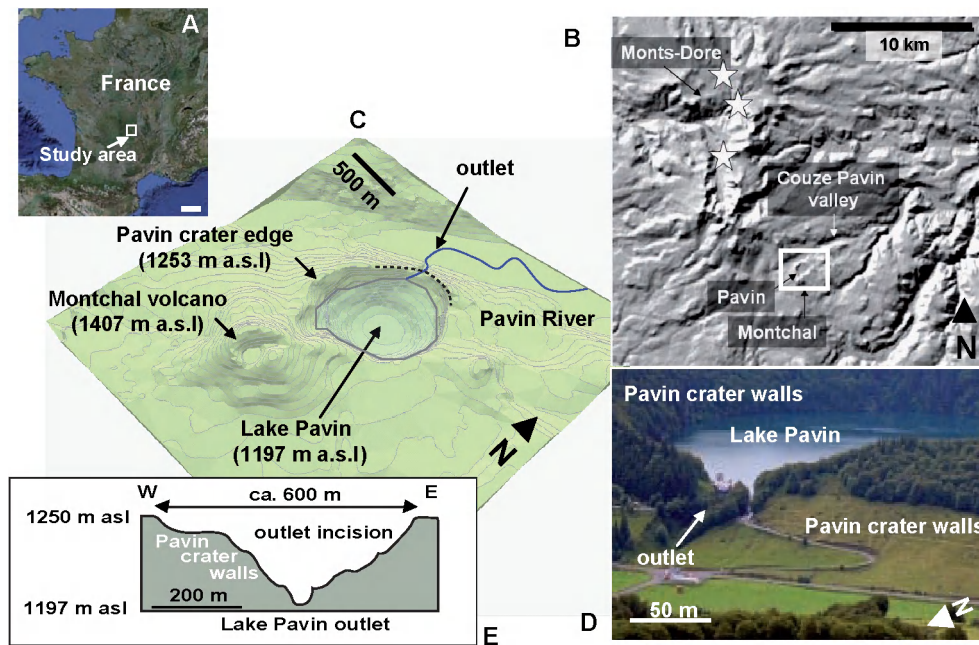 A
France
Study area
B
10 km
Monts-Dore
Couze Pavin
valley
Pavin
Montchal
N
C
500 m
outlet
Pavin crater edge
(1253 m a.s.l)
Montchal volcano
(1407 m a.s.l)
Pavin River
Lake Pavin
(1197 m a.s.l)
N
D
Pavin crater walls
Lake Pavin
Pavin crater walls
outlet
50 m
N
E
W
ca. 600 m
E
1250 m asl
outlet incision
Pavin
crater
walls
200 m
1197 m asl
Lake Pavin outlet